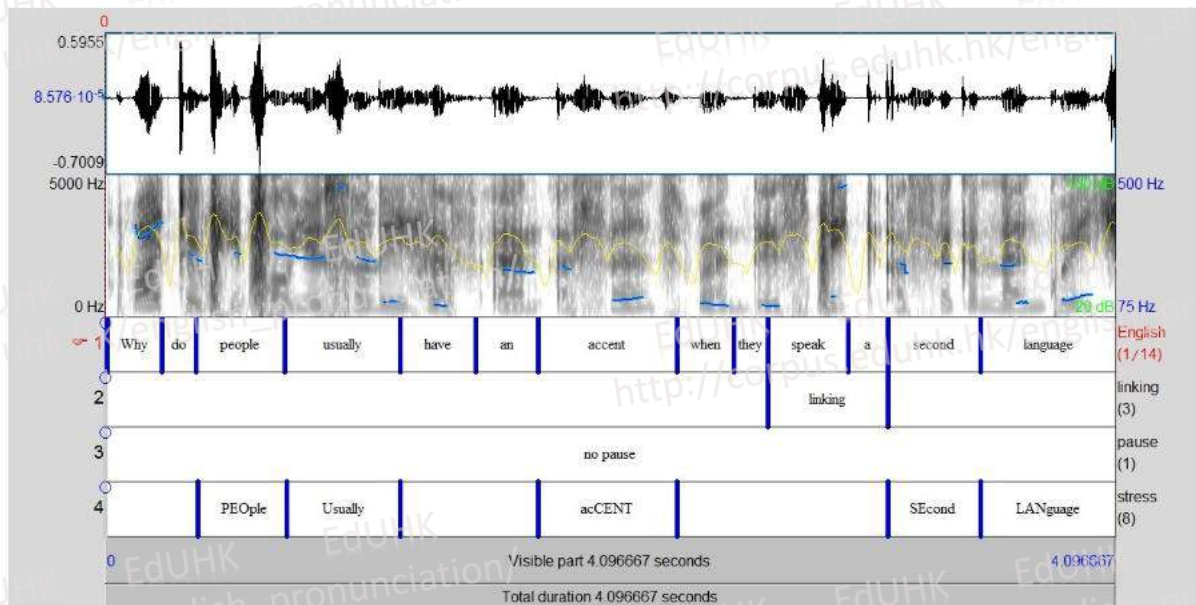 0
0.5955
8.576·10⁻⁵
-0.7009
5000 Hz
0 Hz
500 Hz
-20 dB 75 Hz
1 Why do people usually have an accent when they speak a second language English (1/14)
2 linking linking (3)
3 no pause pause (1)
4 PEOple Usually acCENT SEcond LANguage stress (8)
0 Visible part 4.096667 seconds 4.096667
Total duration 4.096667 seconds
EdUHK
http://corpus.eduhk.hk/english_pronunciation/